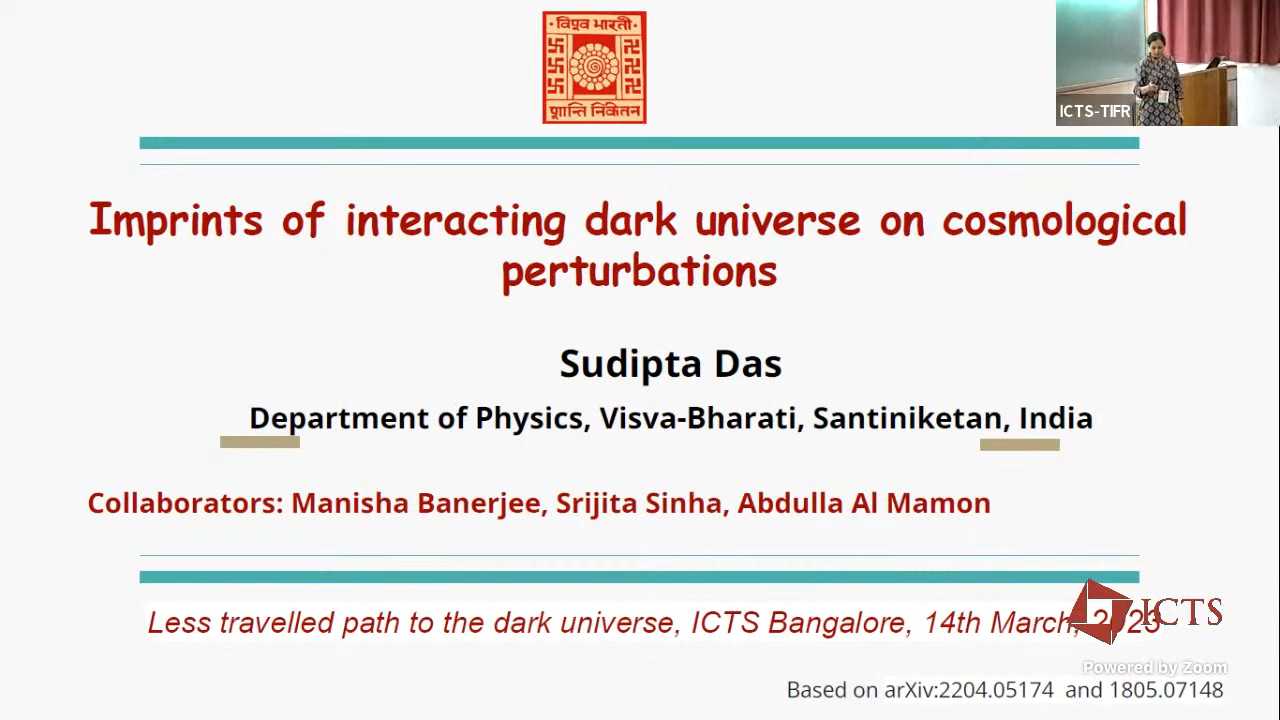 विश्व भारती
शान्ति निकेतन
ICTS-TIFR
Imprints of interacting dark universe on cosmological
perturbations
Sudipta Das
Department of Physics, Visva-Bharati, Santiniketan, India
Collaborators: Manisha Banerjee, Srijita Sinha, Abdulla Al Mamon
Less travelled path to the dark universe, ICTS Bangalore, 14th March, 2023
ICTS
Powered by Zoom
Based on arXiv:2204.05174 and 1805.07148